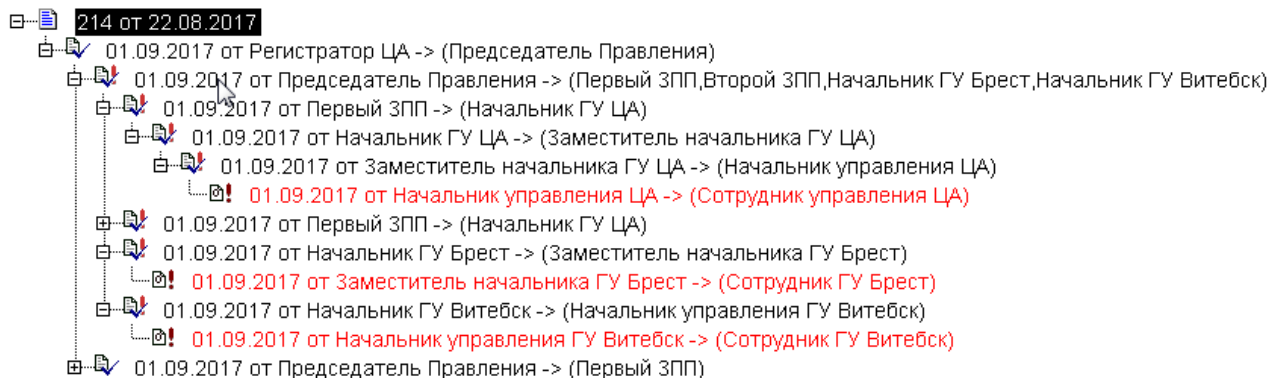 214 от 22.08.2017
01.09.2017 от Регистратор ЦА -> (Председатель Правления)
01.09.2017 от Председатель Правления -> (Первый ЗПП,Второй ЗПП,Начальник ГУ Брест,Начальник ГУ Витебск)
01.09.2017 от Первый ЗПП -> (Начальник ГУ ЦА)
01.09.2017 от Начальник ГУ ЦА -> (Заместитель начальника ГУ ЦА)
01.09.2017 от Заместитель начальника ГУ ЦА -> (Начальник управления ЦА)
01.09.2017 от Начальник управления ЦА -> (Сотрудник управления ЦА)
01.09.2017 от Первый ЗПП -> (Начальник ГУ ЦА)
01.09.2017 от Начальник ГУ Брест -> (Заместитель начальника ГУ Брест)
01.09.2017 от Заместитель начальника ГУ Брест -> (Сотрудник ГУ Брест)
01.09.2017 от Начальник ГУ Витебск -> (Начальник управления ГУ Витебск)
01.09.2017 от Начальник управления ГУ Витебск -> (Сотрудник ГУ Витебск)
01.09.2017 от Председатель Правления -> (Первый ЗПП)